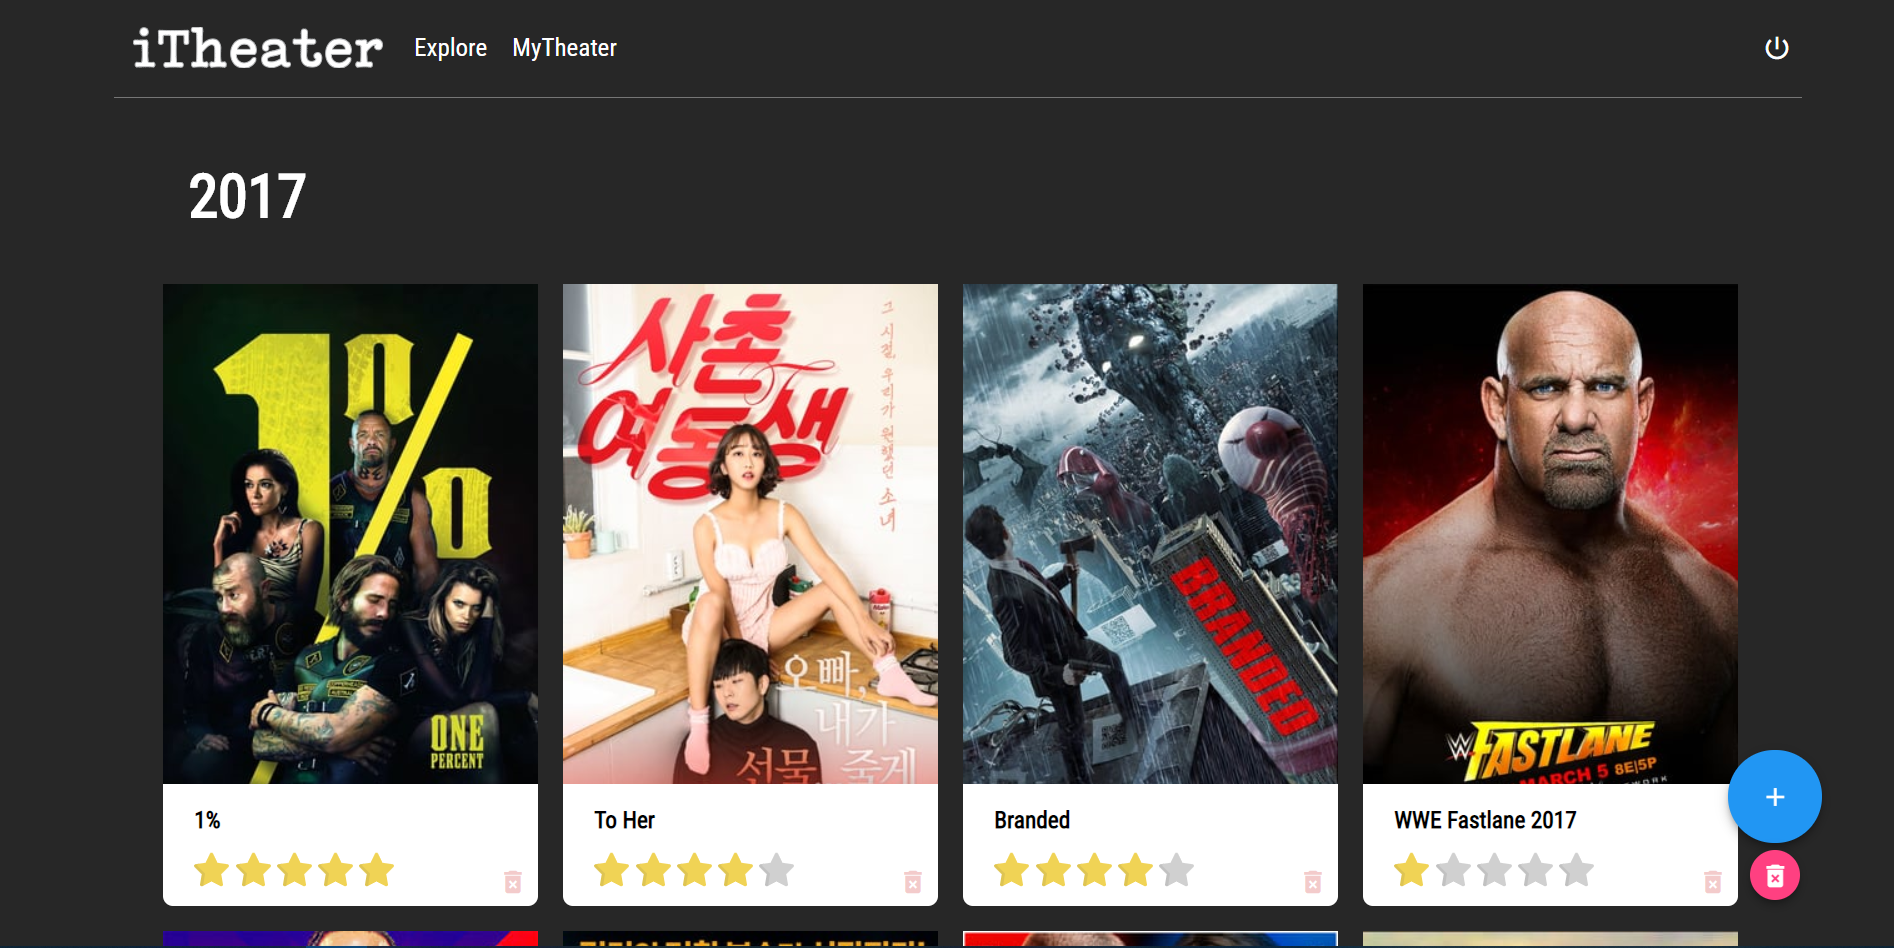 iTheater Explore MyTheater
2017
1%
ONE
PERCENT
사촌
여동생
그 시절, 우리가 원했던 소녀
오빠,
내가
선물 줄게
BRANDED
W FASTLANE
MARCH 5 8E|5P
1%
To Her
Branded
WWE Fastlane 2017